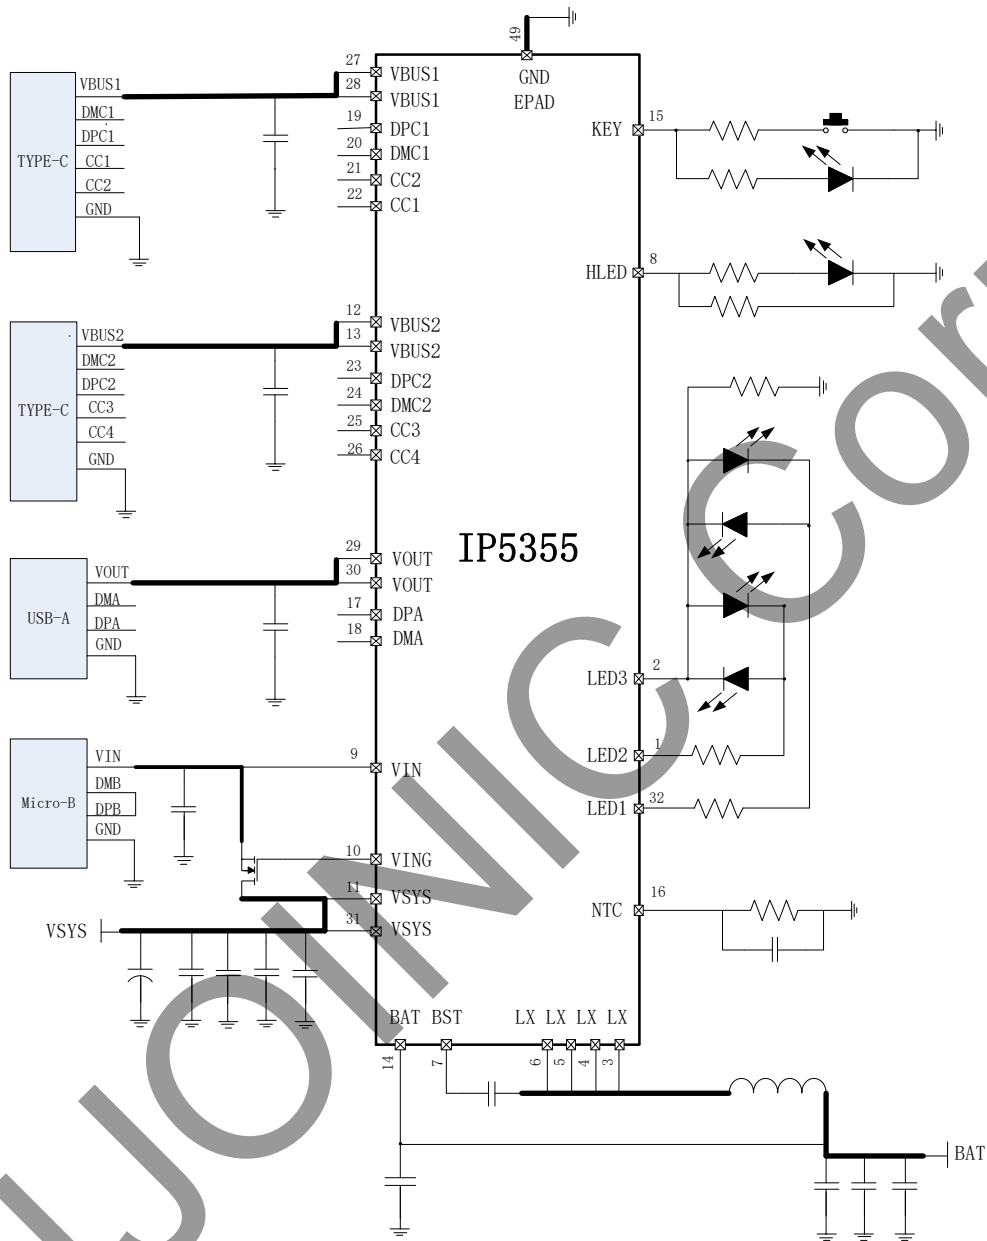 49
GND
EPAD
TYPE-C
VBUS1
DMC1
DPC1
CC1
CC2
GND
27
VBUS1
28
VBUS1
19
DPC1
20
DMC1
21
CC2
22
CC1
KEY
15
HLED
8
TYPE-C
VBUS2
DMC2
DPC2
CC3
CC4
GND
12
VBUS2
13
VBUS2
23
DPC2
24
DMC2
25
CC3
26
CC4
IP5355
USB-A
VOUT
DMA
DPA
GND
29
VOUT
30
VOUT
17
DPA
18
DMA
LED3
2
LED2
1
LED1
32
Micro-B
VIN
DMB
DPB
GND
9
VIN
10
VING
11
VSYS
31
VSYS
VSYS
NTC
16
BAT BST LX LX LX LX
14
7
6
5
4
3
BAT
INJOINIC Corp